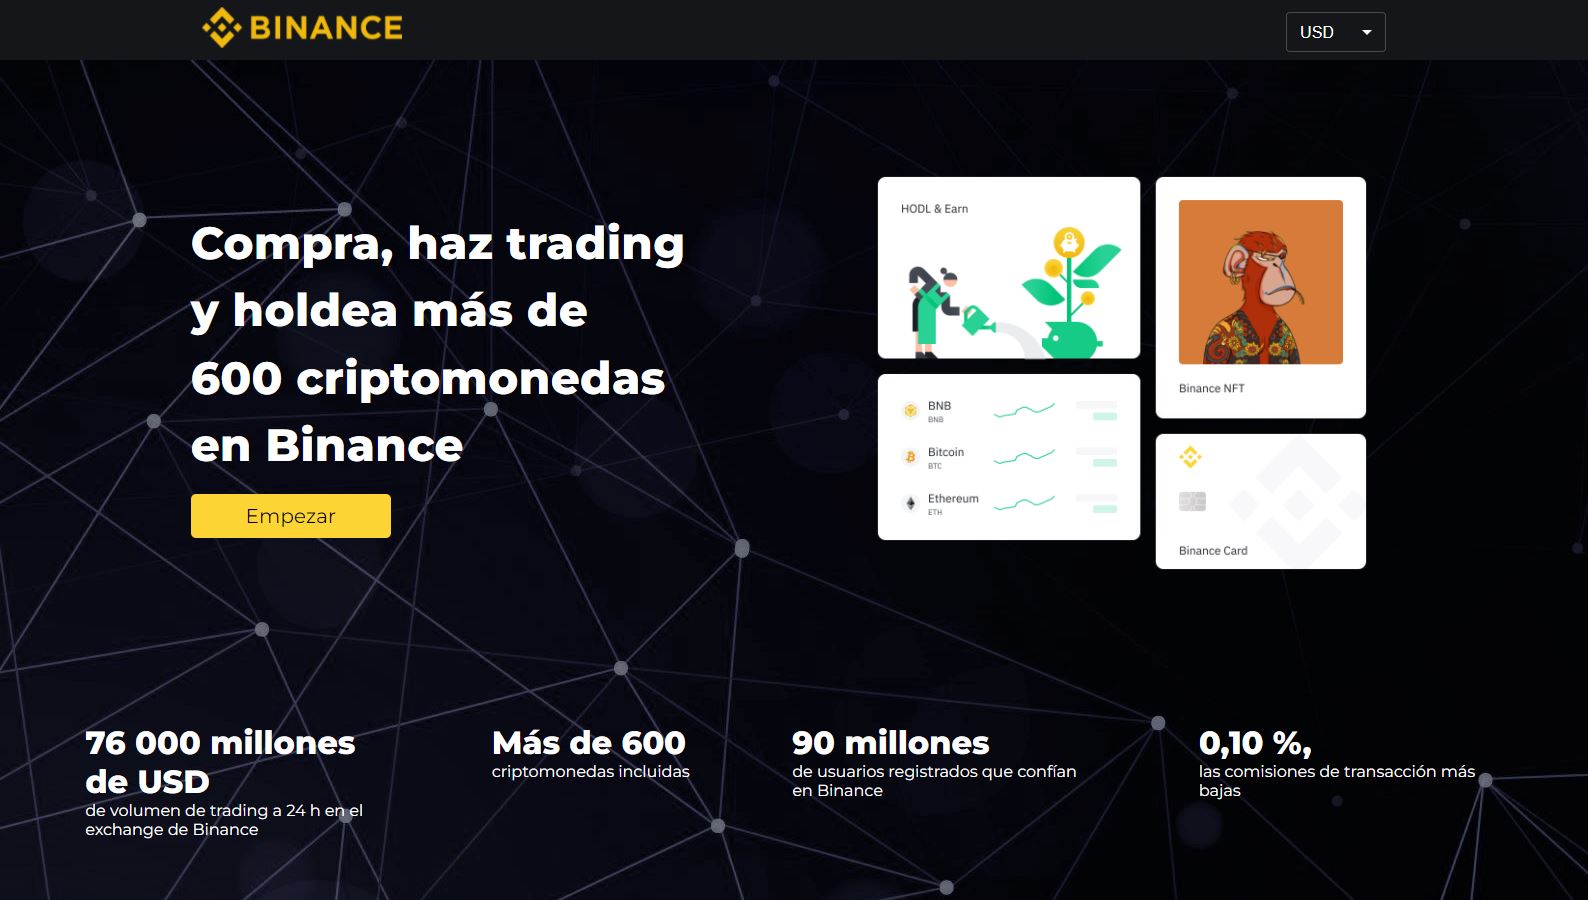 BINANCE
USD
Compra, haz trading
y holdea más de
600 criptomonedas
en Binance
Empezar
HODL & Earn
BNB
BNB
Bitcoin
BTC
Ethereum
ETH
Binance NFT
Binance Card
76 000 millones
de USD
de volumen de trading a 24 h en el
exchange de Binance
Más de 600
criptomonedas incluidas
90 millones
de usuarios registrados que confían
en Binance
0,10 %,
las comisiones de transacción más
bajas